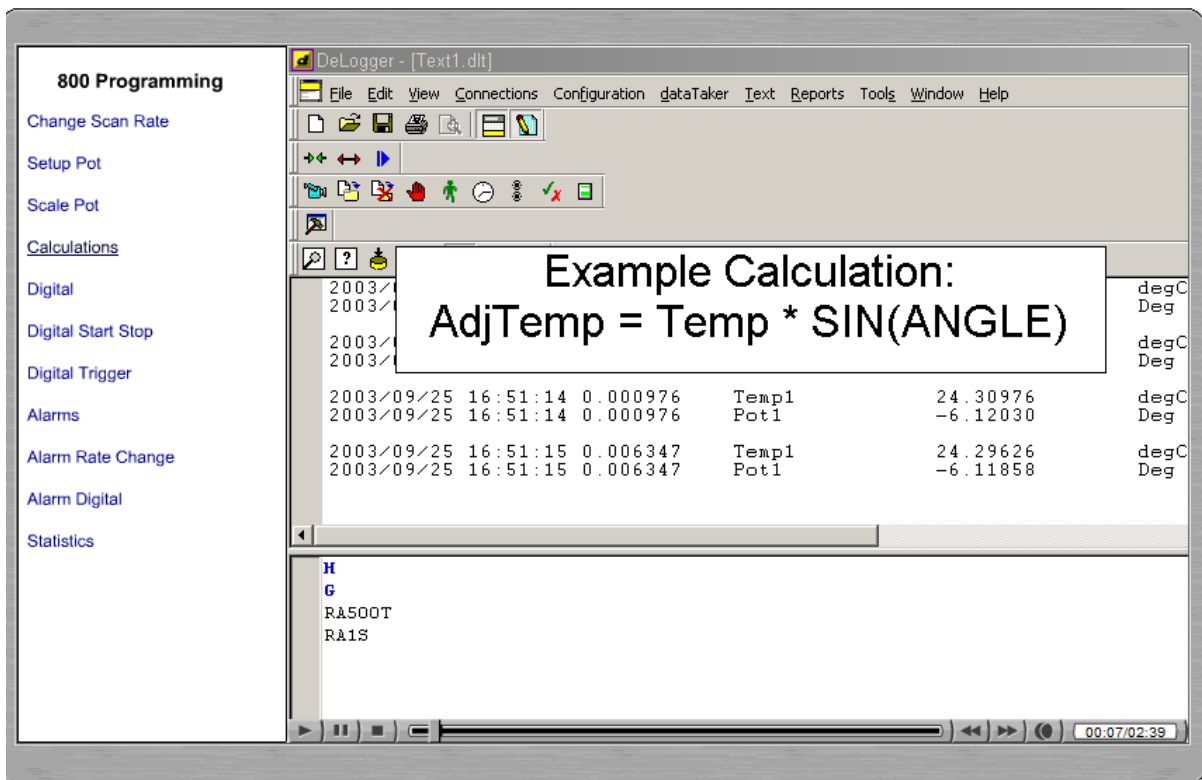 800 Programming
Change Scan Rate
Setup Pot
Scale Pot
Calculations
Digital
Digital Start Stop
Digital Trigger
Alarms
Alarm Rate Change
Alarm Digital
Statistics
DeLogger - [Text1.dlt]
File Edit View Connections Configuration dataTaker Text Reports Tools Window Help
Example Calculation:
AdjTemp = Temp * SIN(ANGLE)
2003/ degC
2003/ Deg
2003/ degC
2003/ Deg
2003/09/25 16:51:14 0.000976 Temp1 24.30976 degC
2003/09/25 16:51:14 0.000976 Pot1 -6.12030 Deg
2003/09/25 16:51:15 0.006347 Temp1 24.29626 degC
2003/09/25 16:51:15 0.006347 Pot1 -6.11858 Deg
H
G
RA500T
RA1S
00:07/02:39